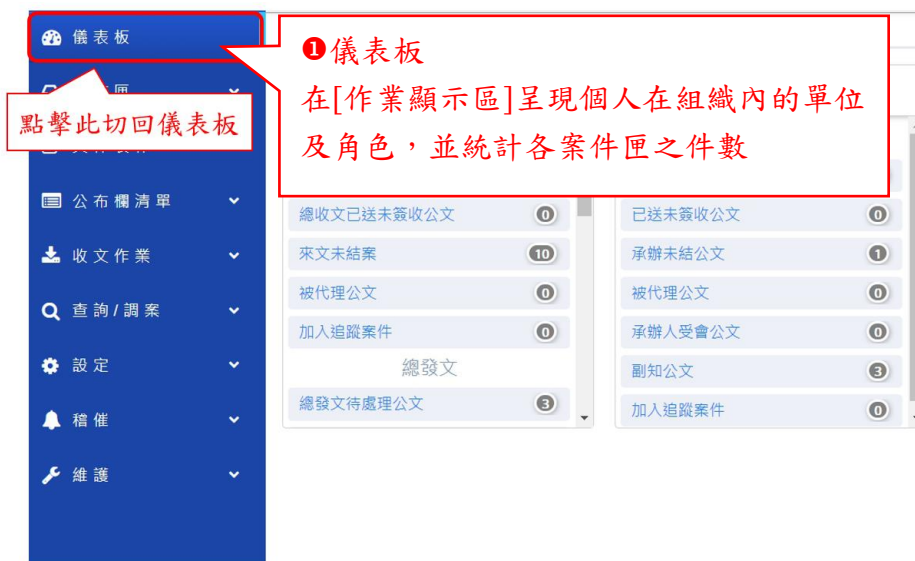 儀表板
❶儀表板
在[作業顯示區]呈現個人在組織內的單位
及角色，並統計各案件匣之件數
點擊此切回儀表板
公布欄清單
收文作業
查詢/調案
設定
稽催
維護
總收文已送未簽收公文 0
來文未結案 10
被代理公文 0
加入追蹤案件 0
總發文
總發文待處理公文 3
已送未簽收公文 0
承辦未結公文 1
被代理公文 0
承辦人受會公文 0
副知公文 3
加入追蹤案件 0